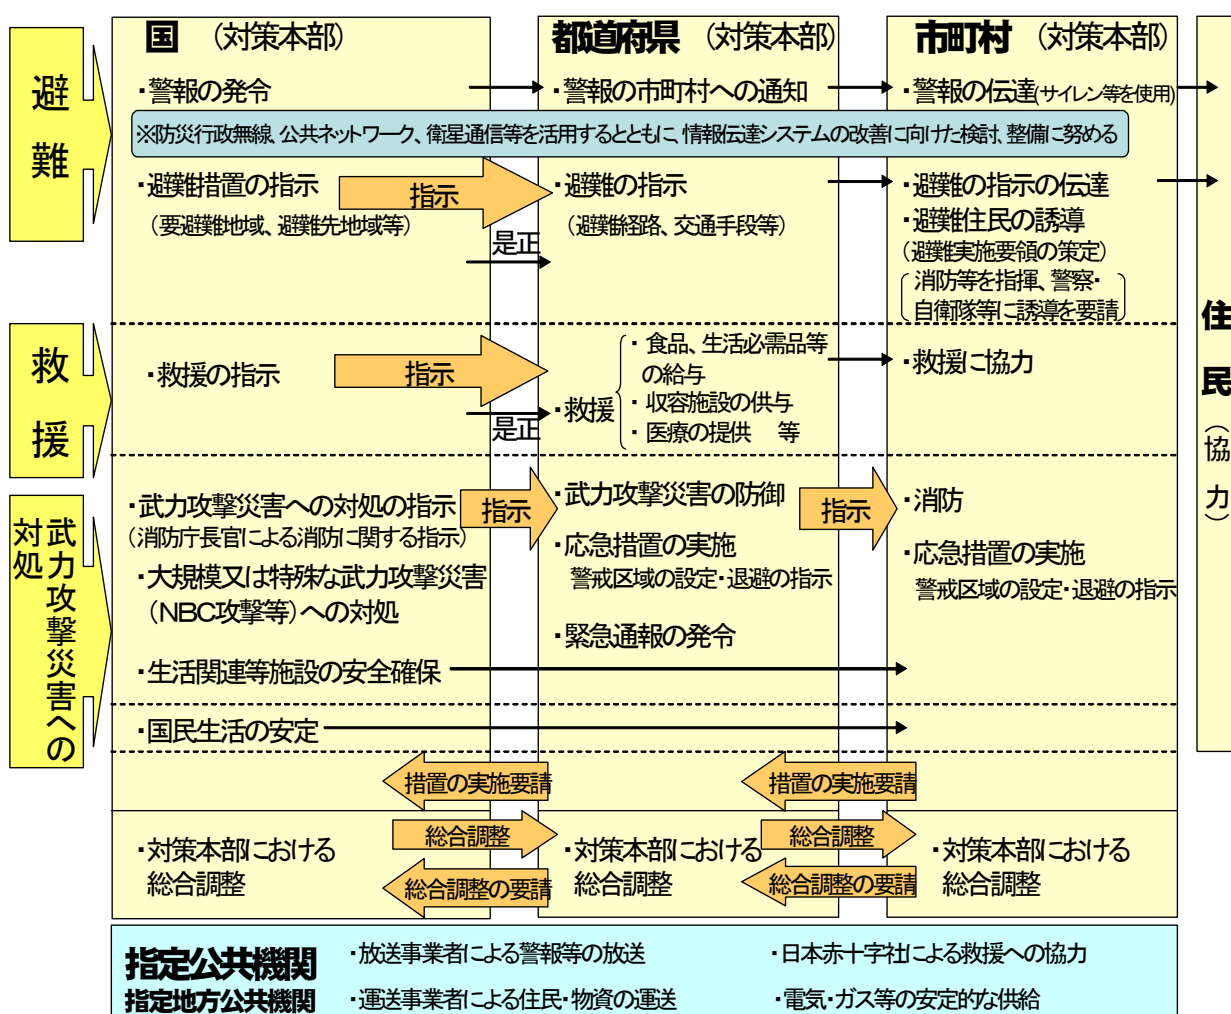 国 (対策本部)
都道府県 (対策本部)
市町村 (対策本部)
避難
・警報の発令
・警報の市町村への通知
・警報の伝達(サイレン等を使用)
※防災行政無線、公共ネットワーク、衛星通信等を活用するとともに、情報伝達システムの改善に向けた検討、整備に努める
・避難措置の指示
(要避難地域、避難先地域等)
指示
是正
・避難の指示
(避難経路、交通手段等)
・避難の指示の伝達
・避難住民の誘導
(避難実施要領の策定)
消防等を指揮、警察・
自衛隊等に誘導を要請
救援
・救援の指示
指示
是正
・救援
・食品、生活必需品等
の給与
・収容施設の供与
・医療の提供 等
・救援に協力
武力攻撃災害への
対処
・武力攻撃災害への対処の指示
(消防庁長官による消防に関する指示)
・大規模又は特殊な武力攻撃災害
(NBC攻撃等)への対処
・生活関連等施設の安全確保
指示
・武力攻撃災害の防御
・応急措置の実施
警戒区域の設定・退避の指示
・緊急通報の発令
指示
・消防
・応急措置の実施
警戒区域の設定・退避の指示
・国民生活の安定
措置の実施要請
措置の実施要請
・対策本部における
総合調整
総合調整
総合調整の要請
・対策本部における
総合調整
総合調整
総合調整の要請
・対策本部における
総合調整
住民(協力)
指定公共機関
指定地方公共機関
・放送事業者による警報等の放送
・日本赤十字社による救援への協力
・運送事業者による住民・物資の運送
・電気・ガス等の安定的な供給